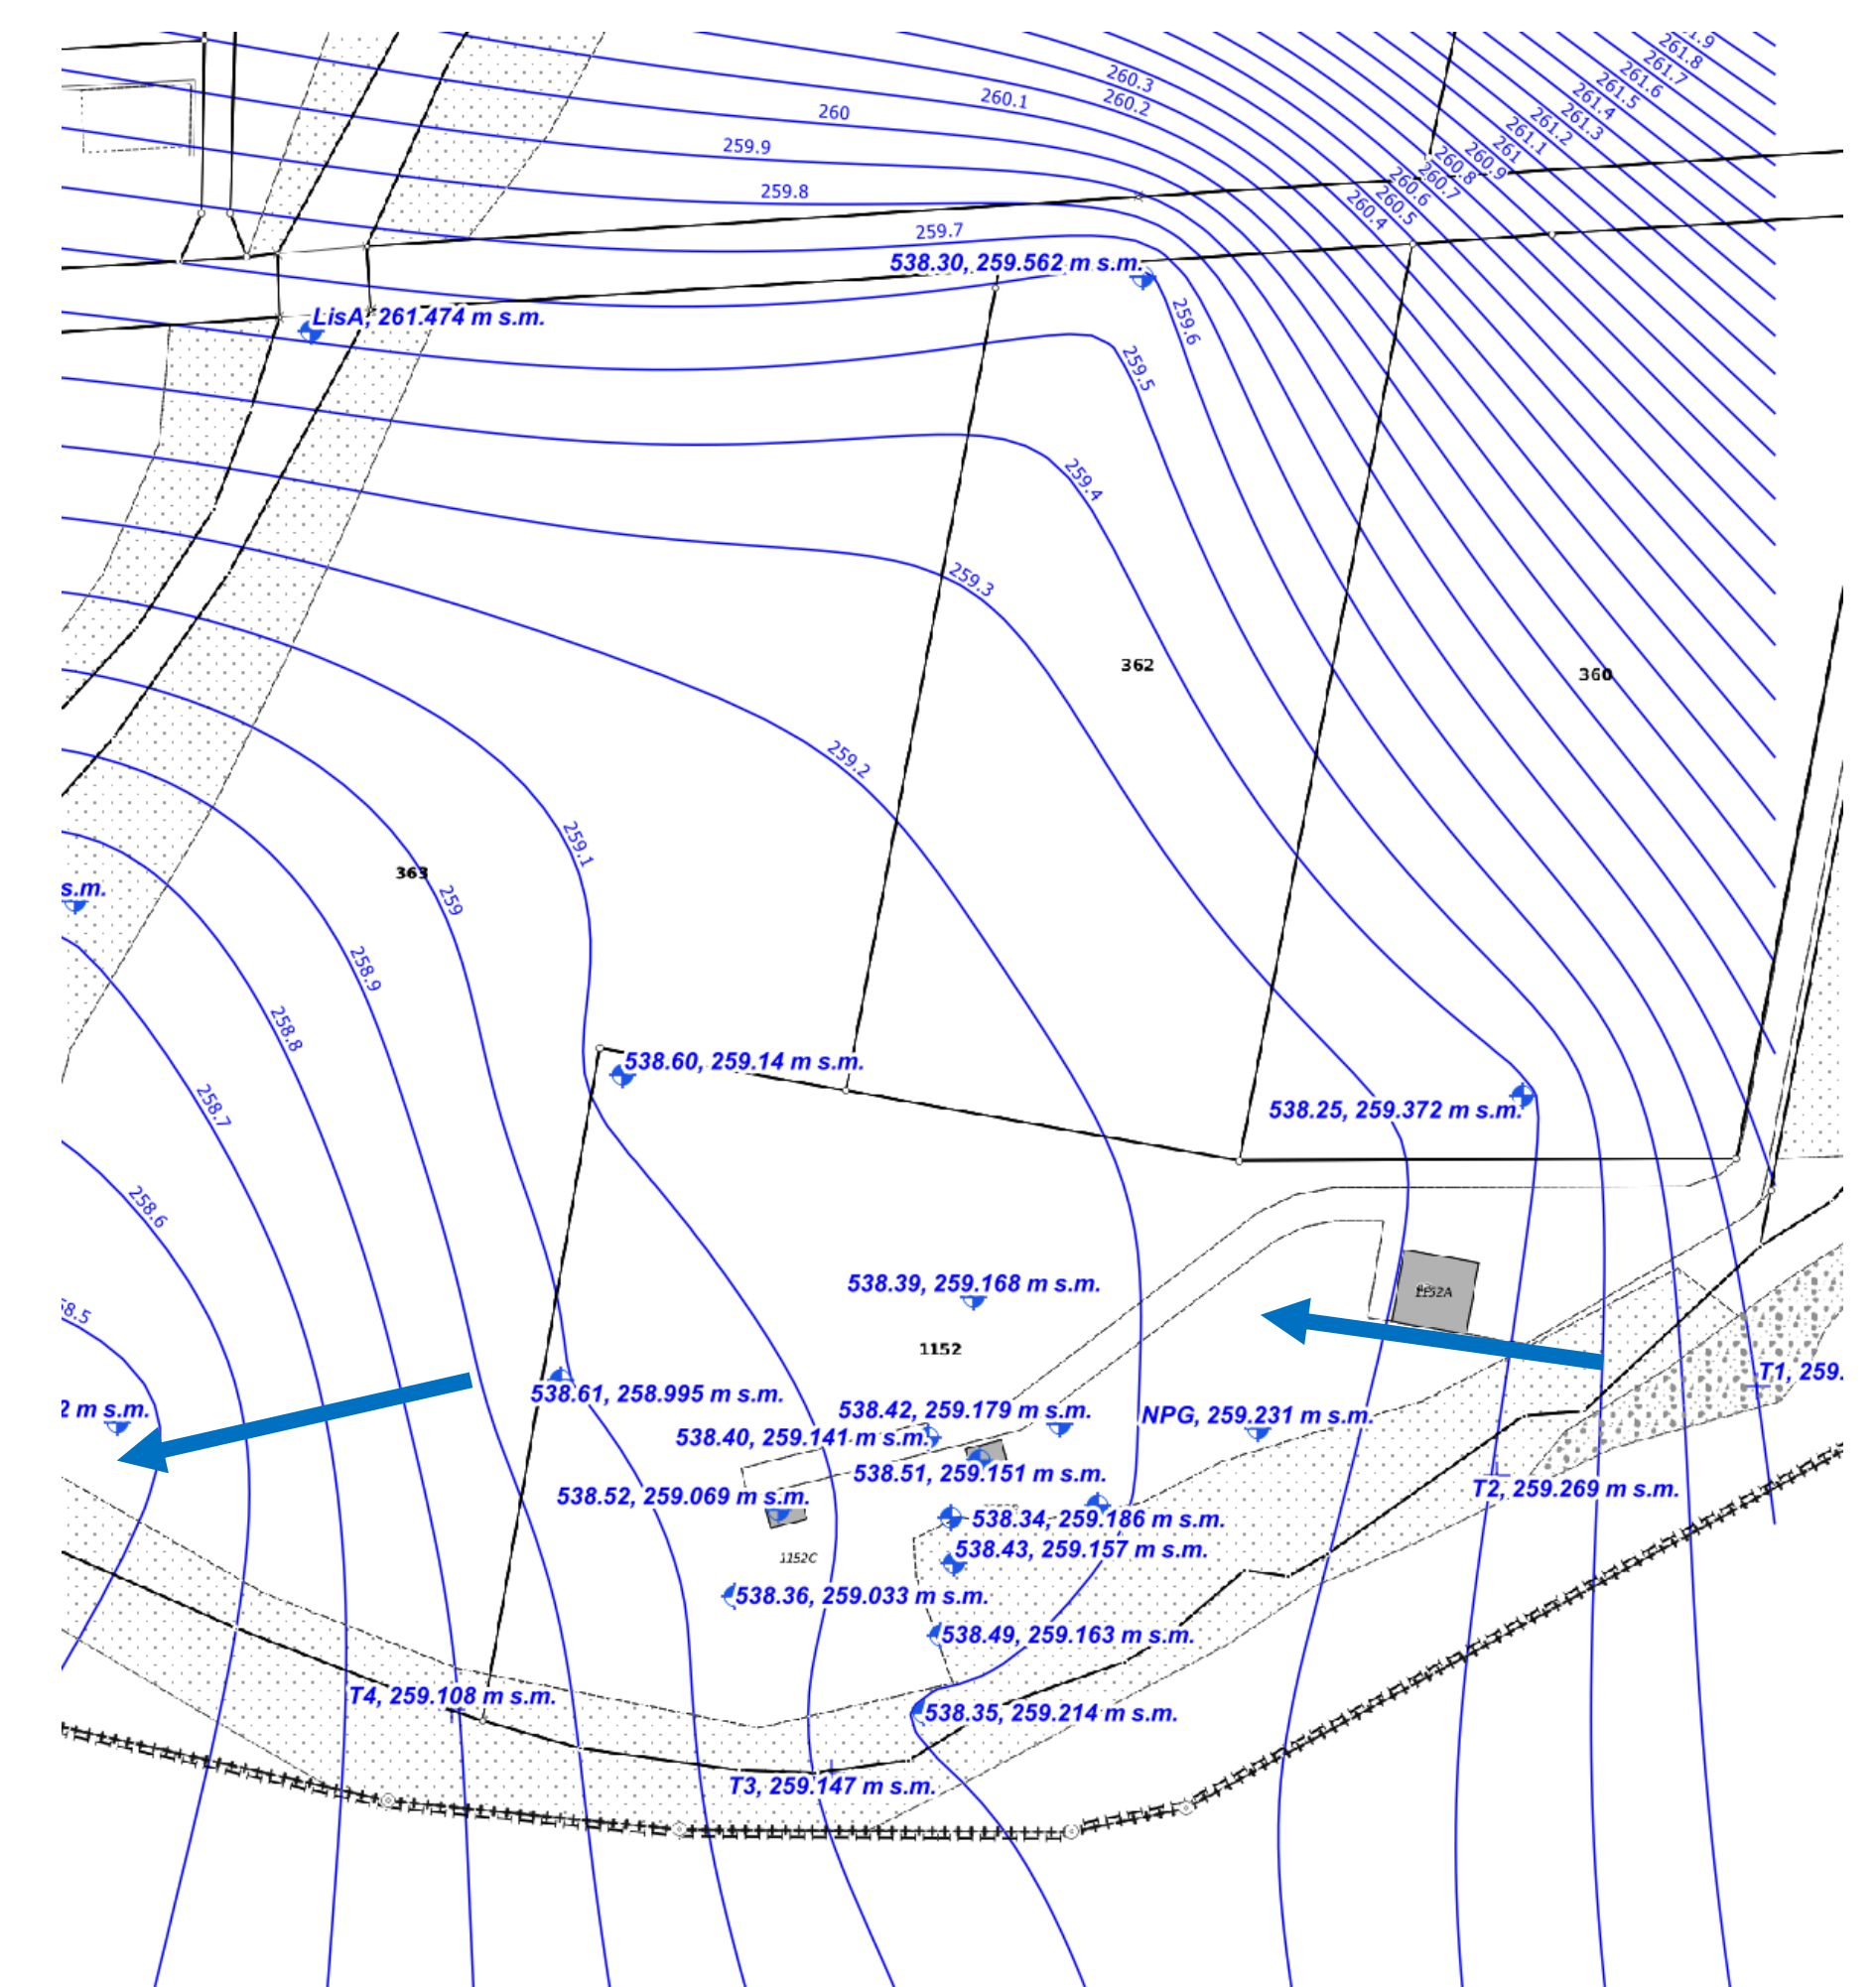 261.8
261.7
261.6
261.5
261.4
261.3
261.2
261.1
261
260.9
260.8
260.7
260.6
260.5
260.4
260.3
260.2
260.1
260
259.9
259.8
259.7
538.30, 259.562 m s.m.
LisA, 261.474 m s.m.
259.6
259.5
259.4
259.3
362
360
259.2
259.1
363
259
s.m.
258.9
258.8
538.60, 259.14 m s.m.
258.7
538.25, 259.372 m s.m.
258.6
538.39, 259.168 m s.m.
1152A
1152
T1, 259.
538.61, 258.995 m s.m.
2 m s.m.
538.42, 259.179 m s.m.
NPG, 259.231 m s.m.
538.40, 259.141 m s.m.
538.51, 259.151 m s.m.
T2, 259.269 m s.m.
538.52, 259.069 m s.m.
538.34, 259.186 m s.m.
538.43, 259.157 m s.m.
1152C
538.36, 259.033 m s.m.
538.49, 259.163 m s.m.
T4, 259.108 m s.m.
538.35, 259.214 m s.m.
T3, 259.147 m s.m.